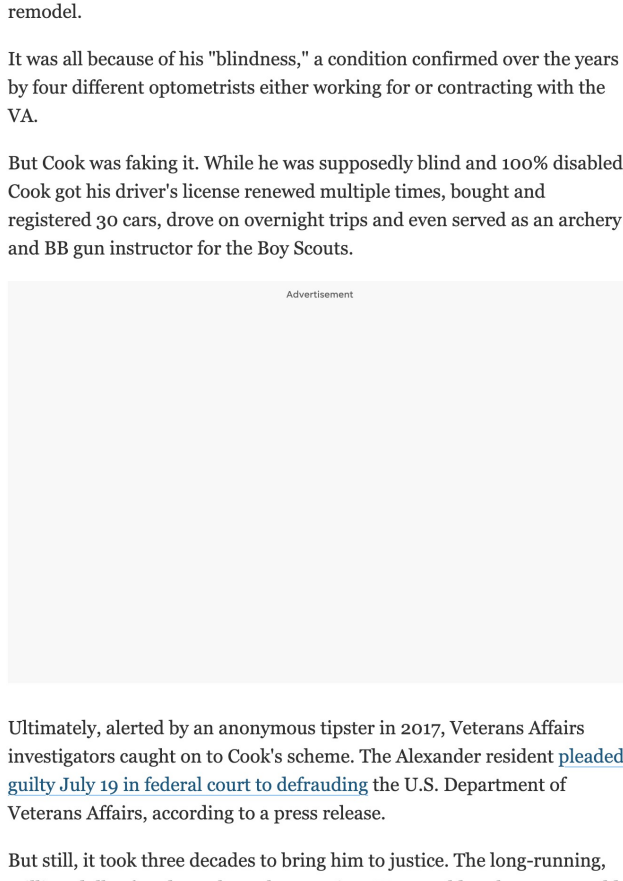 remodel.
It was all because of his "blindness," a condition confirmed over the years
by four different optometrists either working for or contracting with the
VA.
But Cook was faking it. While he was supposedly blind and 100% disabled
Cook got his driver's license renewed multiple times, bought and
registered 30 cars, drove on overnight trips and even served as an archery
and BB gun instructor for the Boy Scouts.
Advertisement
Ultimately, alerted by an anonymous tipster in 2017, Veterans Affairs
investigators caught on to Cook's scheme. The Alexander resident pleaded
guilty July 19 in federal court to defrauding the U.S. Department of
Veterans Affairs, according to a press release.
But still, it took three decades to bring him to justice. The long-running,